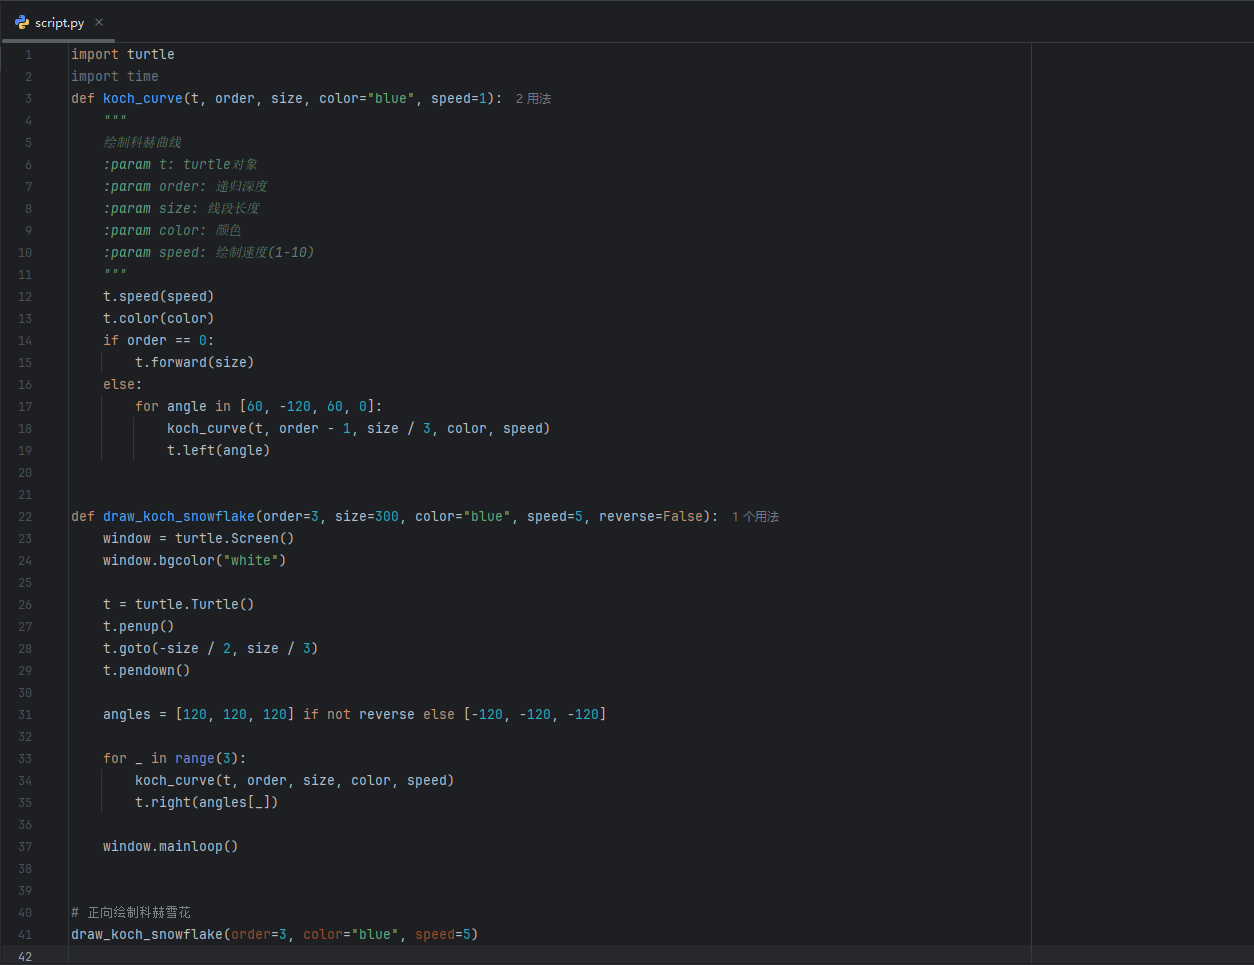 script.py
1 import turtle
2 import time
3 def koch_curve(t, order, size, color="blue", speed=1): 2 用法
4 """
5 绘制科赫曲线
6 :param t: turtle对象
7 :param order: 递归深度
8 :param size: 线段长度
9 :param color: 颜色
10 :param speed: 绘制速度(1-10)
11 """
12 t.speed(speed)
13 t.color(color)
14 if order == 0:
15 t.forward(size)
16 else:
17 for angle in [60, -120, 60, 0]:
18 koch_curve(t, order - 1, size / 3, color, speed)
19 t.left(angle)
20
21
22 def draw_koch_snowflake(order=3, size=300, color="blue", speed=5, reverse=False): 1 个用法
23 window = turtle.Screen()
24 window.bgcolor("white")
25
26 t = turtle.Turtle()
27 t.penup()
28 t.goto(-size / 2, size / 3)
29 t.pendown()
30
31 angles = [120, 120, 120] if not reverse else [-120, -120, -120]
32
33 for _ in range(3):
34 koch_curve(t, order, size, color, speed)
35 t.right(angles[_])
36
37 window.mainloop()
38
39
40 # 正向绘制科赫雪花
41 draw_koch_snowflake(order=3, color="blue", speed=5)
42